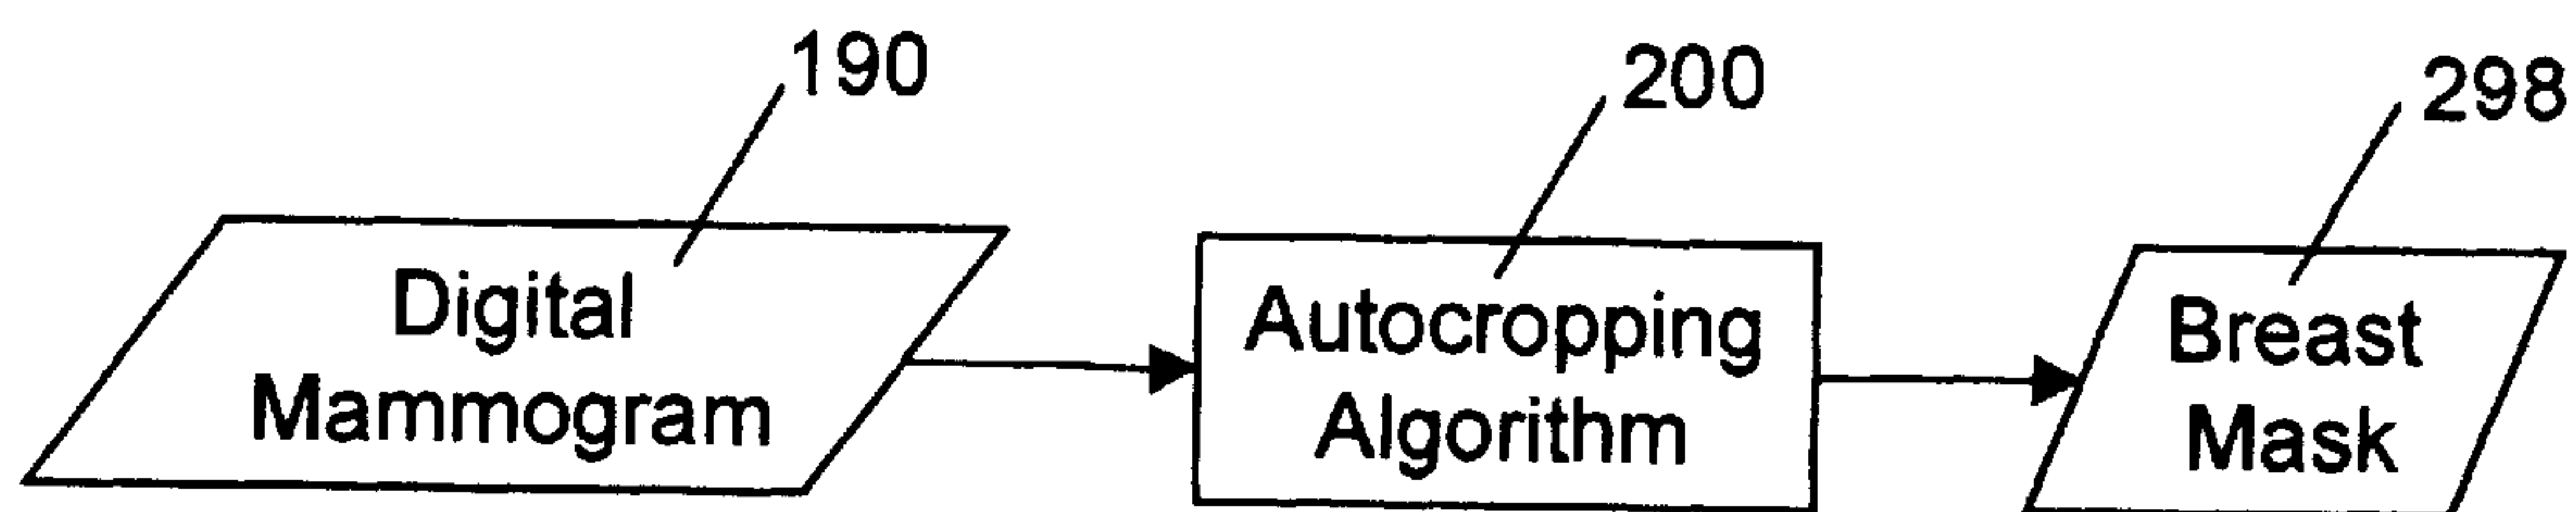 190
200
298
Digital
Mammogram
Autocropping
Algorithm
Breast
Mask